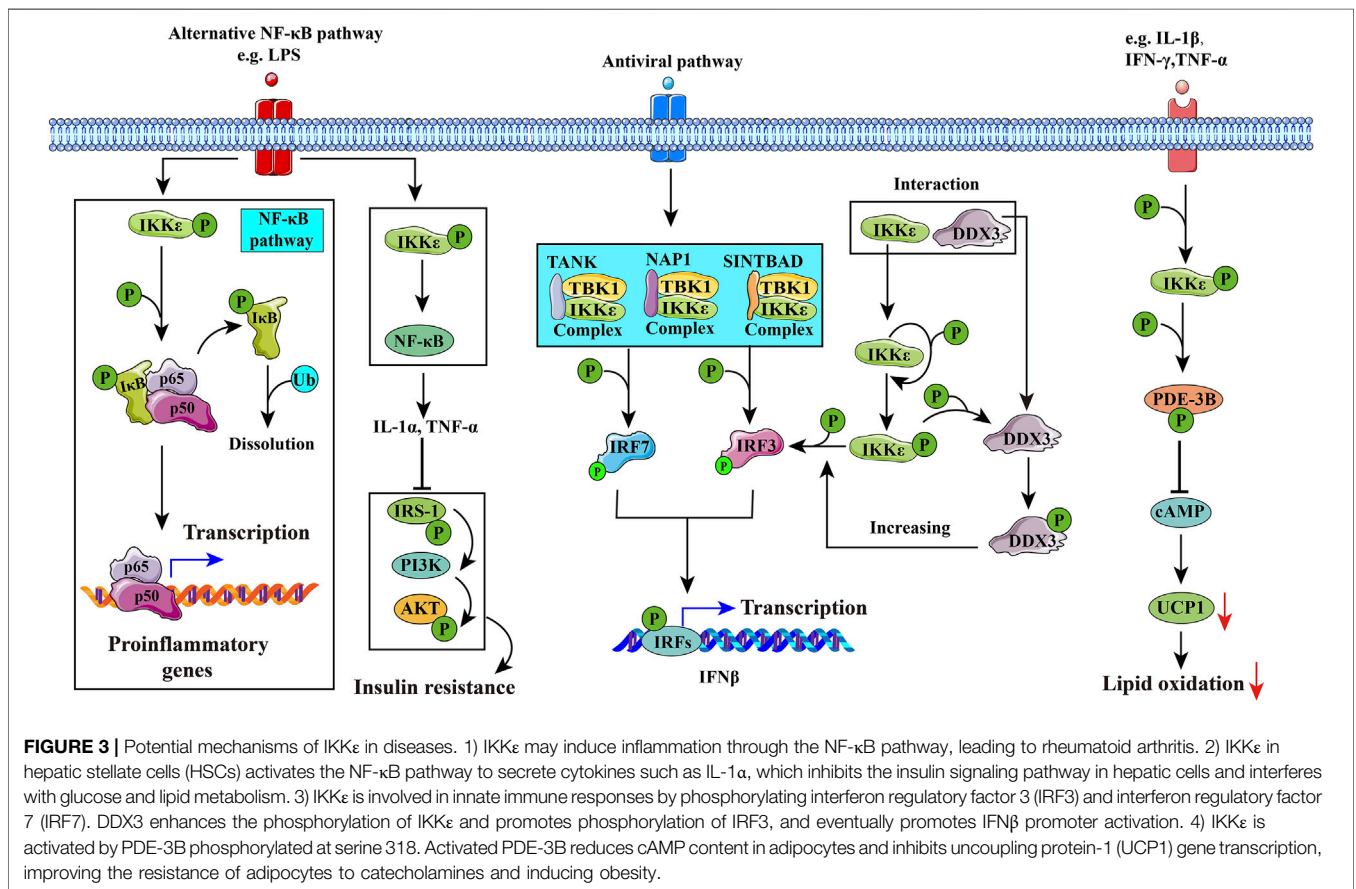 Alternative NF-κB pathway
e.g. LPS
Antiviral pathway
e.g. IL-1β,
IFN-γ,TNF-α
IKKε P
NF-κB
pathway
P
P
IκB
P
IκB
p65
p50
Ub
Dissolution
Transcription
p65
p50
Proinflammatory
genes
IKKε P
NF-κB
IL-1α, TNF-α
IRS-1
P
PI3K
AKT
P
Insulin resistance
TANK
TBK1
IKKε
Complex
NAP1
TBK1
IKKε
Complex
SINTBAD
TBK1
IKKε
Complex
P
P
IRF7
P
IRF3
P
P
Transcription
IRFs
IFNβ
Interaction
IKKε
DDX3
IKKε
P
P
P
IKKε P
DDX3
Increasing
DDX3 P
P
IKKε P
P
PDE-3B
P
cAMP
UCP1
Lipid oxidation
FIGURE 3 | Potential mechanisms of IKKε in diseases. 1) IKKε may induce inflammation through the NF-κB pathway, leading to rheumatoid arthritis. 2) IKKε in
hepatic stellate cells (HSCs) activates the NF-κB pathway to secrete cytokines such as IL-1α, which inhibits the insulin signaling pathway in hepatic cells and interferes
with glucose and lipid metabolism. 3) IKKε is involved in innate immune responses by phosphorylating interferon regulatory factor 3 (IRF3) and interferon regulatory factor
7 (IRF7). DDX3 enhances the phosphorylation of IKKε and promotes phosphorylation of IRF3, and eventually promotes IFNβ promoter activation. 4) IKKε is
activated by PDE-3B phosphorylated at serine 318. Activated PDE-3B reduces cAMP content in adipocytes and inhibits uncoupling protein-1 (UCP1) gene transcription,
improving the resistance of adipocytes to catecholamines and inducing obesity.